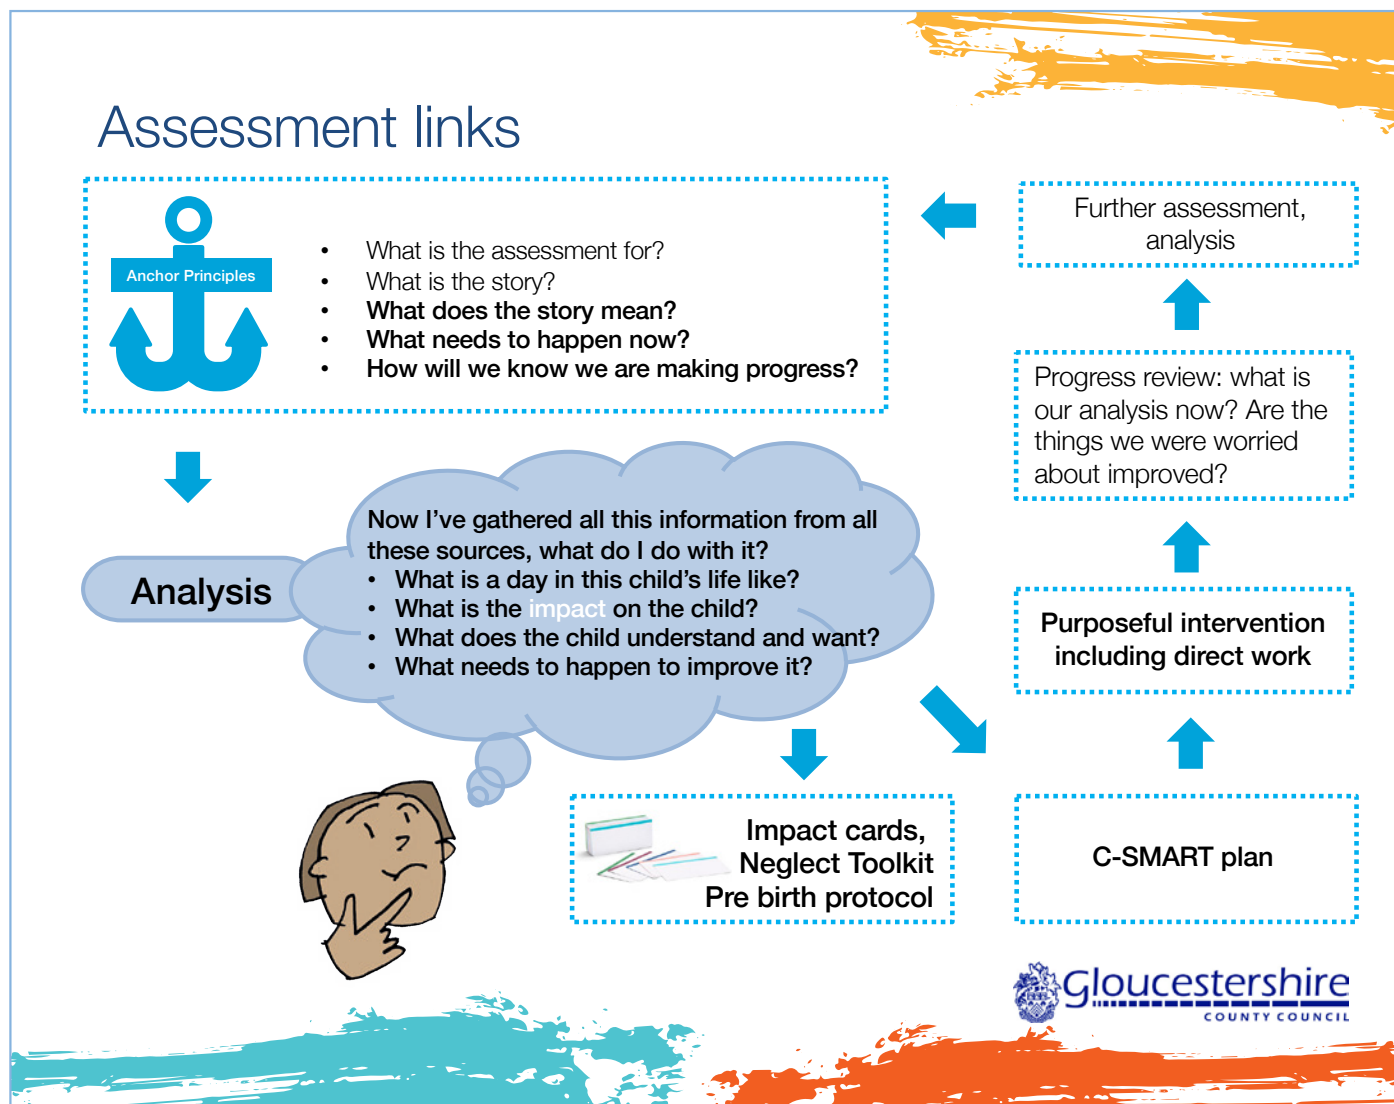 Assessment links
Anchor Principles
• What is the assessment for?
• What is the story?
• What does the story mean?
• What needs to happen now?
• How will we know we are making progress?
Further assessment,
analysis
Progress review: what is
our analysis now? Are the
things we were worried
about improved?
Analysis
Now I've gathered all this information from all
these sources, what do I do with it?
• What is a day in this child's life like?
• What is the impact on the child?
• What does the child understand and want?
• What needs to happen to improve it?
Purposeful intervention
including direct work
Impact cards,
Neglect Toolkit
Pre birth protocol
C-SMART plan
Gloucestershire
COUNTY COUNCIL